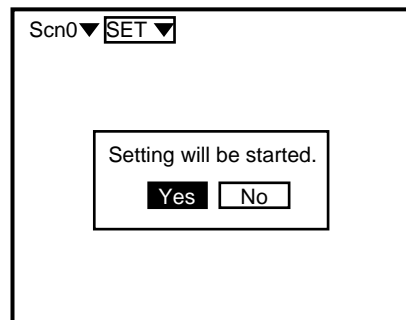 Scn0▼ SET ▼
Setting will be started.
Yes No